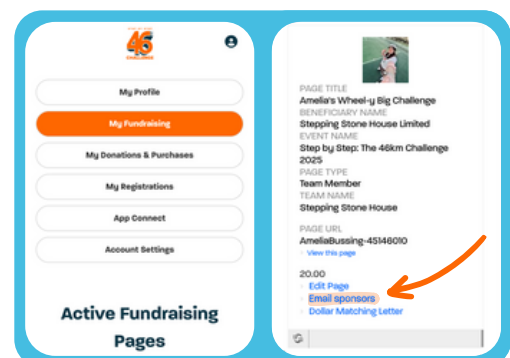 46
CHALLENGE
My Profile
My Fundraising
My Donations & Purchases
My Registrations
App Connect
Account Settings
Active Fundraising
Pages
PAGE TITLE
Amelia's Wheel-y Big Challenge
BENEFICIARY NAME
Stepping Stone House Limited
EVENT NAME
Step by Step: The 46km Challenge
2025
PAGE TYPE
Team Member
TEAM NAME
Stepping Stone House
PAGE URL
AmeliaBussing-45146010
View this page
20.00
Edit Page
Email sponsors
Dollar Matching Letter